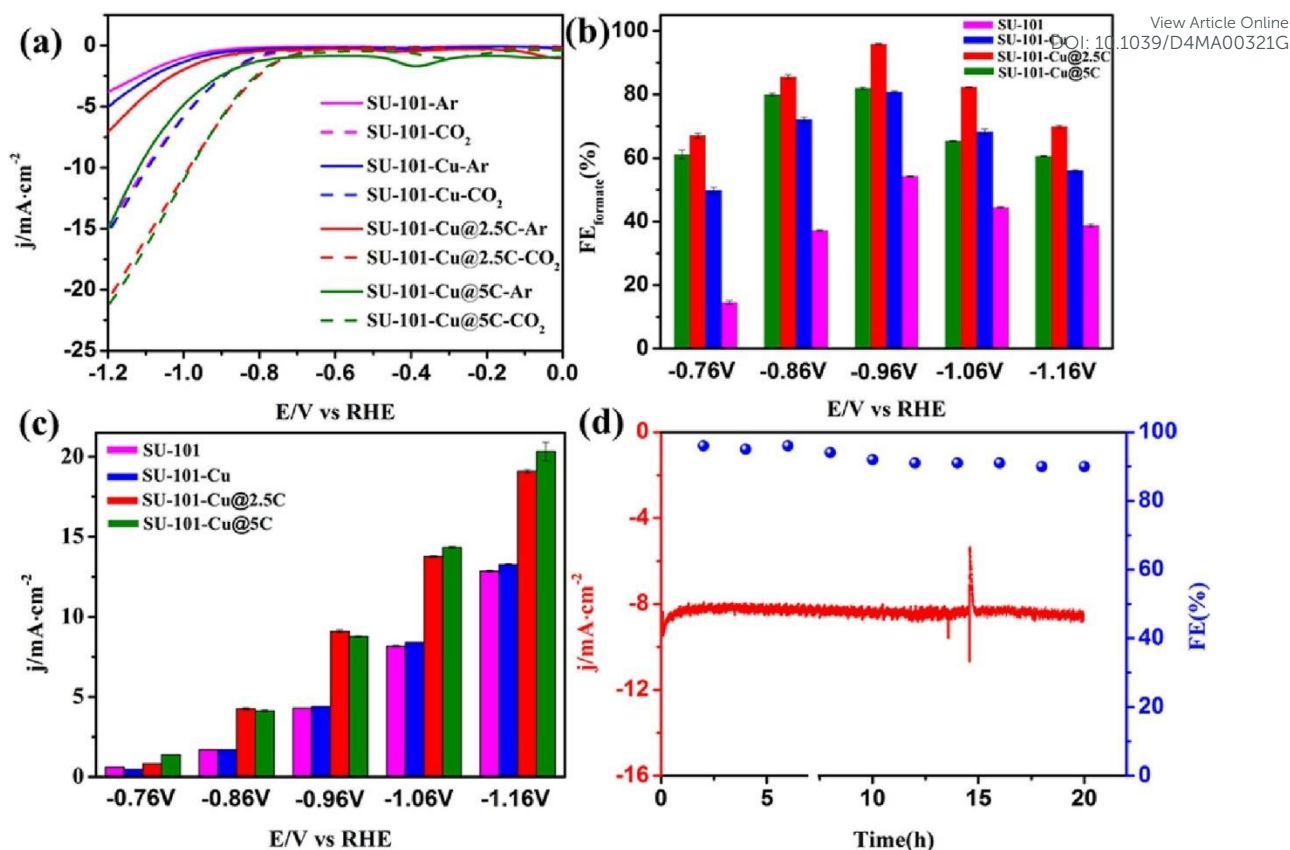 View Article Online
DOI: 10.1039/D4MA00321G
(a)
0
-5
-10
-15
-20
-25
j/mA·cm-2
SU-101-Ar
SU-101-CO2
SU-101-Cu-Ar
SU-101-Cu-CO2
SU-101-Cu@2.5C-Ar
SU-101-Cu@2.5C-CO2
SU-101-Cu@5C-Ar
SU-101-Cu@5C-CO2
-1.2 -1.0 -0.8 -0.6 -0.4 -0.2 0.0
E/V vs RHE
(b)
100
80
60
40
20
0
FEformate(%)
SU-101
SU-101-Cu
SU-101-Cu@2.5C
SU-101-Cu@5C
-0.76V -0.86V -0.96V -1.06V -1.16V
E/V vs RHE
(c)
20
15
10
5
0
j/mA·cm-2
SU-101
SU-101-Cu
SU-101-Cu@2.5C
SU-101-Cu@5C
-0.76V -0.86V -0.96V -1.06V -1.16V
E/V vs RHE
(d)
0
-4
-8
-12
-16
j/mA·cm-2
100
80
60
40
20
0
FE(%)
0 5 10 15 20
Time(h)